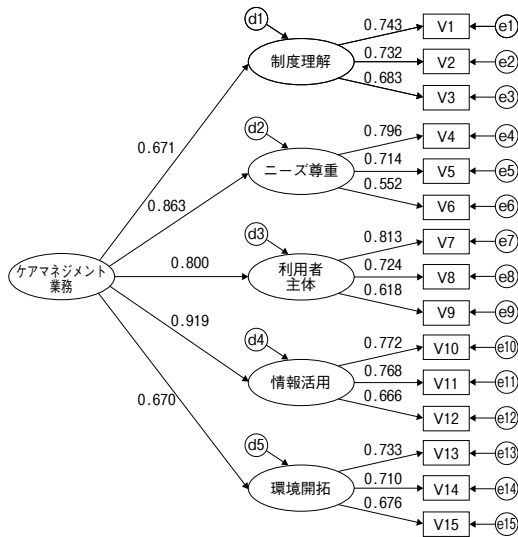 d1
0.743
V1
e1
制度理解
0.732
V2
e2
0.683
V3
e3
0.671
d2
0.796
V4
e4
ニーズ尊重
0.714
V5
e5
0.552
V6
e6
0.863
d3
0.813
V7
e7
ケアマネジメント
業務
0.800
利用者
主体
0.724
V8
e8
0.618
V9
e9
0.919
d4
0.772
V10
e10
情報活用
0.768
V11
e11
0.666
V12
e12
0.670
d5
0.733
V13
e13
環境開拓
0.710
V14
e14
0.676
V15
e15